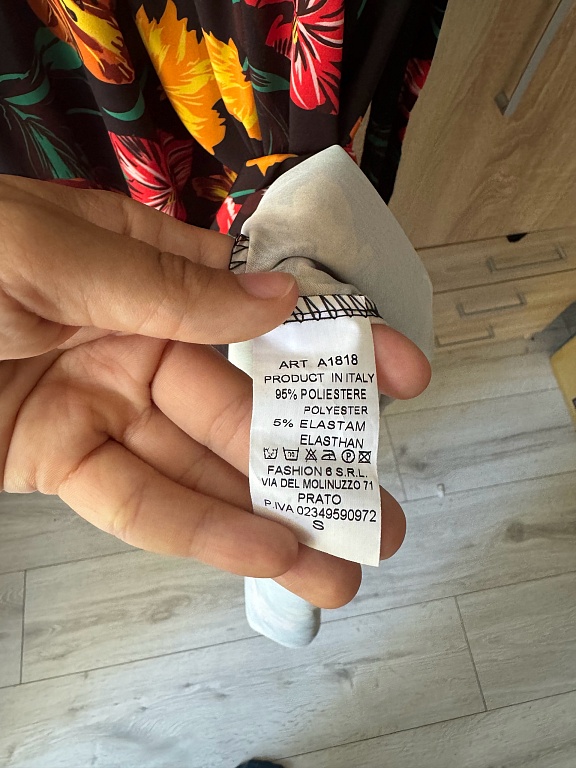 ART A1818
PRODUCT IN ITALY
95% POLIESTERE
POLYESTER
5% ELASTAM
ELASTHAN
FASHION 6 S.R.L.
VIA DEL MOLINUZZO 71
PRATO
P.IVA 02349590972
S